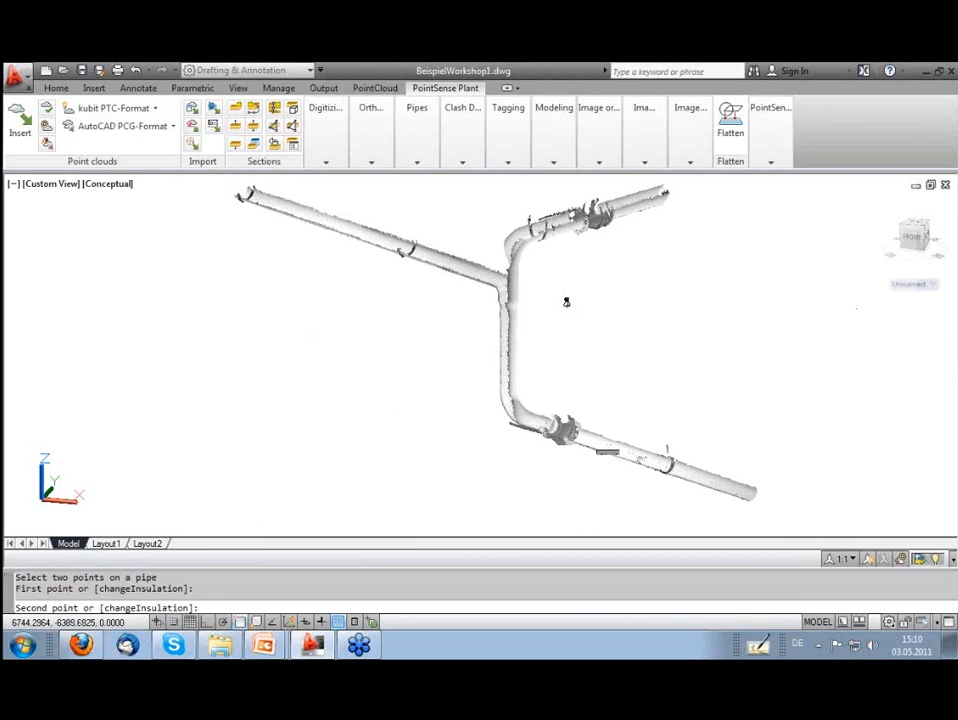 Drafting & Annotation
BeispielWorkshop1.dwg
Type a keyword or phrase
Sign In
Home Insert Annotate Parametric View Manage Output PointCloud PointSense Plant
Insert
kubit PTC-Format
AutoCAD PCG-Format
Digitizi...
Orth...
Pipes
Clash D...
Tagging
Modeling
Image or...
Ima...
Image...
Flatten
PointSen...
Point clouds
Import
Sections
Flatten
[−] [Custom View] [Conceptual]
FRONT
Unnamed
Z
Y
X
Model Layout1 Layout2
1:1
Select two points on a pipe
First point or [changeInsulation]:
Second point or [changeInsulation]:
6744.2964, -6389.6825, 0.0000
MODEL
DE
15:10
03.05.2011